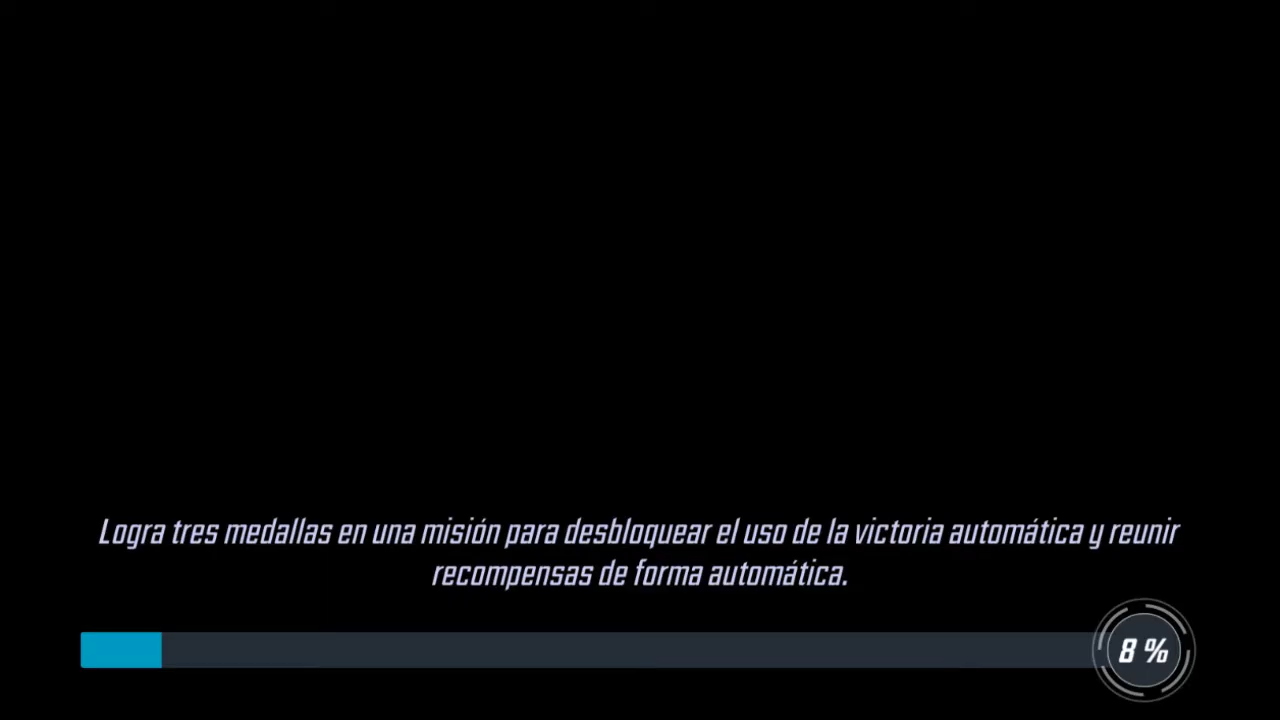 Logra tres medallas en una misión para desbloquear el uso de la victoria automática y reunir
recompensas de forma automática.
8 %